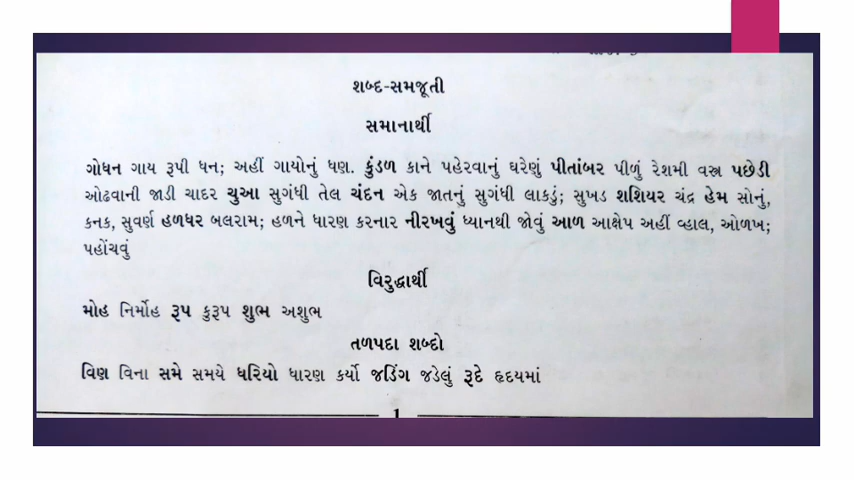 શબ્દ-સમજૂતી
સમાનાર્થી
ગોધન ગાય રૂપી ધન; અહીં ગાયોનું ધણ. કુંડળ કાને પહેરવાનું ઘરેણું પીતાંબર પીળું રેશમી વસ્ત્ર પછેડી
ઓઢવાની જાડી ચાદર ચુઆ સુગંધી તેલ ચંદન એક જાતનું સુગંધી લાકડું; સુખડ શશિયર ચંદ્ર હેમ સોનું,
કનક, સુવર્ણ હળધર બલરામ; હળને ધારણ કરનાર નીરખવું ધ્યાનથી જોવું આળ આક્ષેપ અહીં વ્હાલ, ઓળખ;
પહોંચવું
વિરુદ્ધાર્થી
મોહ નિર્મોહ રૂપ કુરૂપ શુભ અશુભ
તળપદા શબ્દો
વિણ વિના સમે સમયે ધરિયો ધારણ કર્યો જડિંગ જડેલું રૂદે હૃદયમાં
1